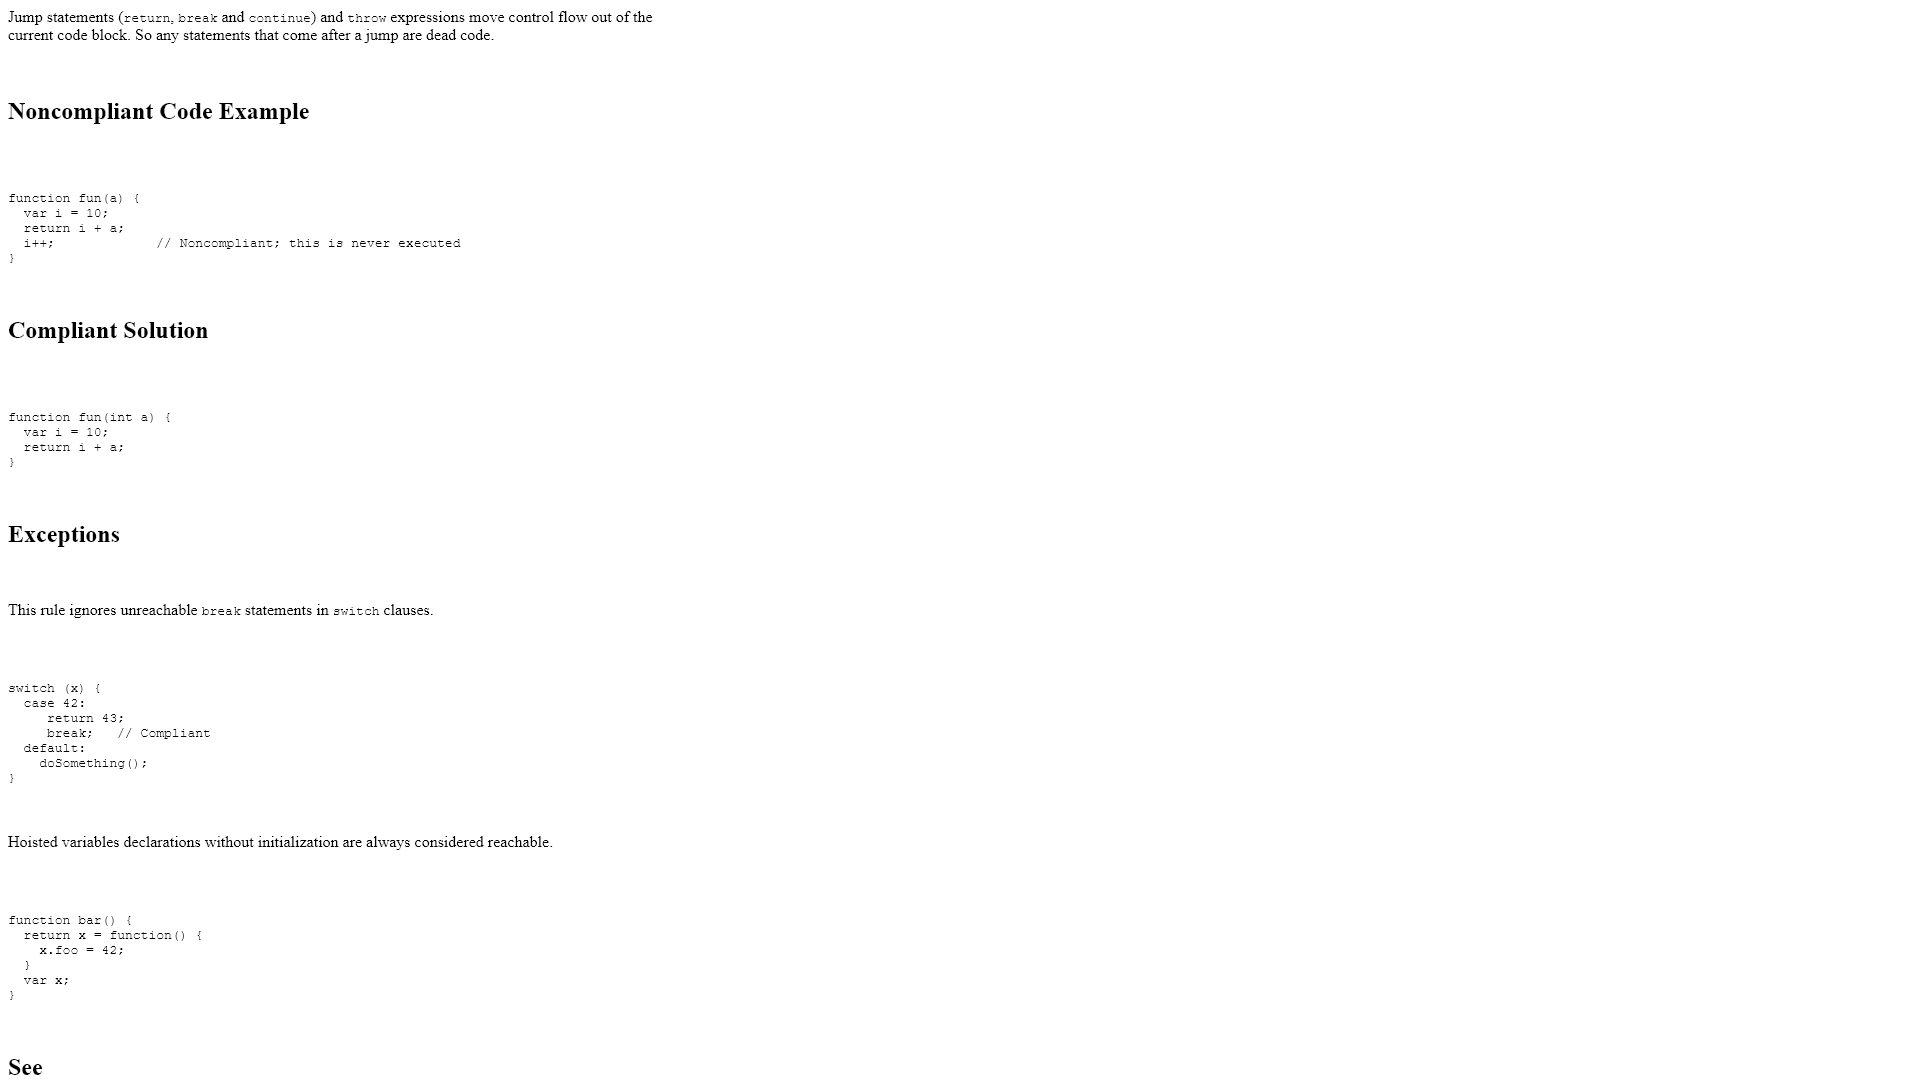 Jump statements (return, break and continue) and throw expressions move control flow out of the
current code block. So any statements that come after a jump are dead code.
Noncompliant Code Example
function fun(a) {
  var i = 10;
  return i + a;
  i++;             // Noncompliant; this is never executed
}
Compliant Solution
function fun(int a) {
  var i = 10;
  return i + a;
}
Exceptions
This rule ignores unreachable break statements in switch clauses.
switch (x) {
  case 42:
     return 43;
     break;   // Compliant
  default:
    doSomething();
}
Hoisted variables declarations without initialization are always considered reachable.
function bar() {
  return x = function() {
    x.foo = 42;
  }
  var x;
}
See